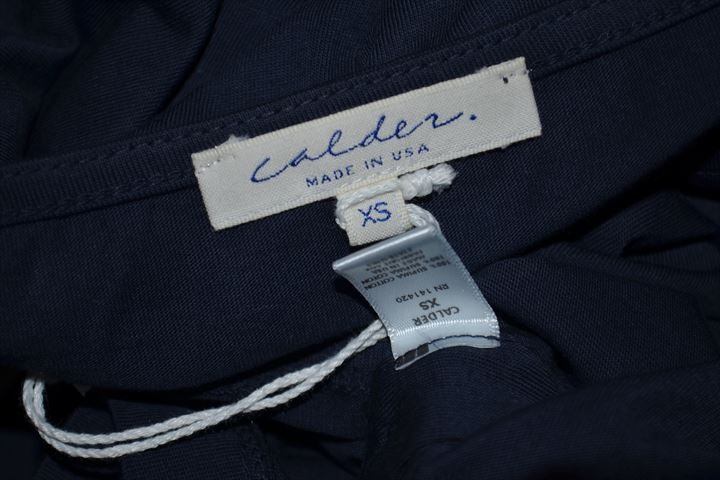 calder.
MADE IN USA
XS
CALDER
XS
RN 141420
100% SUPIMA COTTON